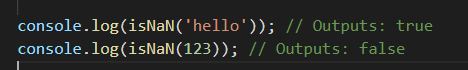 console.log(isNaN('hello')); // Outputs: true
console.log(isNaN(123)); // Outputs: false